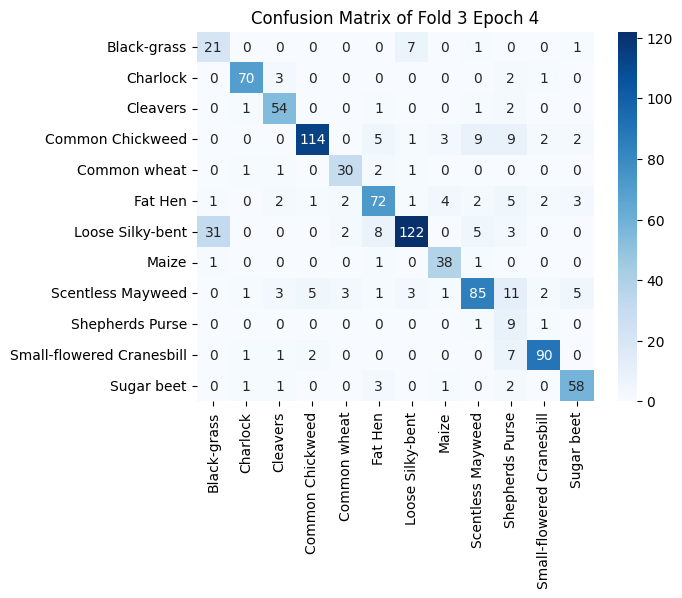 Confusion Matrix of Fold 3 Epoch 4
Black-grass 21 0 0 0 0 0 7 0 1 0 0 1
Charlock 0 70 3 0 0 0 0 0 0 2 1 0
Cleavers 0 1 54 0 0 1 0 0 1 2 0 0
Common Chickweed 0 0 0 114 0 5 1 3 9 9 2 2
Common wheat 0 1 1 0 30 2 1 0 0 0 0 0
Fat Hen 1 0 2 1 2 72 1 4 2 5 2 3
Loose Silky-bent 31 0 0 0 2 8 122 0 5 3 0 0
Maize 1 0 0 0 0 1 0 38 1 0 0 0
Scentless Mayweed 0 1 3 5 3 1 3 1 85 11 2 5
Shepherds Purse 0 0 0 0 0 0 0 0 1 9 1 0
Small-flowered Cranesbill 0 1 1 2 0 0 0 0 0 7 90 0
Sugar beet 0 1 1 0 0 3 0 1 0 2 0 58
Black-grass
Charlock
Cleavers
Common Chickweed
Common wheat
Fat Hen
Loose Silky-bent
Maize
Scentless Mayweed
Shepherds Purse
Small-flowered Cranesbill
Sugar beet
120
100
80
60
40
20
0